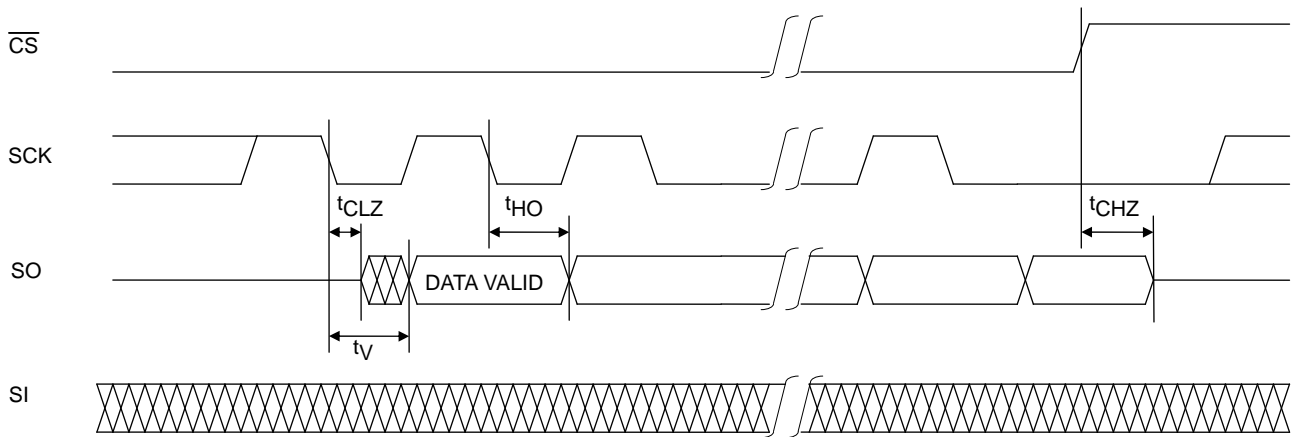 CS
SCK
tCLZ
tHO
tCHZ
SO
DATA VALID
tV
SI